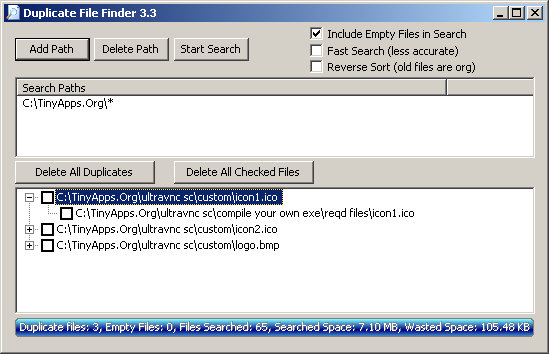 Duplicate File Finder 3.3
Add Path
Delete Path
Start Search
Include Empty Files in Search
Fast Search (less accurate)
Reverse Sort (old files are org)
Search Paths
C:\TinyApps.Org\*
Delete All Duplicates
Delete All Checked Files
C:\TinyApps.Org\ultravnc sc\custom\icon1.ico
C:\TinyApps.Org\ultravnc sc\compile your own exe\reqd files\icon1.ico
C:\TinyApps.Org\ultravnc sc\custom\icon2.ico
C:\TinyApps.Org\ultravnc sc\custom\logo.bmp
Duplicate files: 3, Empty Files: 0, Files Searched: 65, Searched Space: 7.10 MB, Wasted Space: 105.48 KB